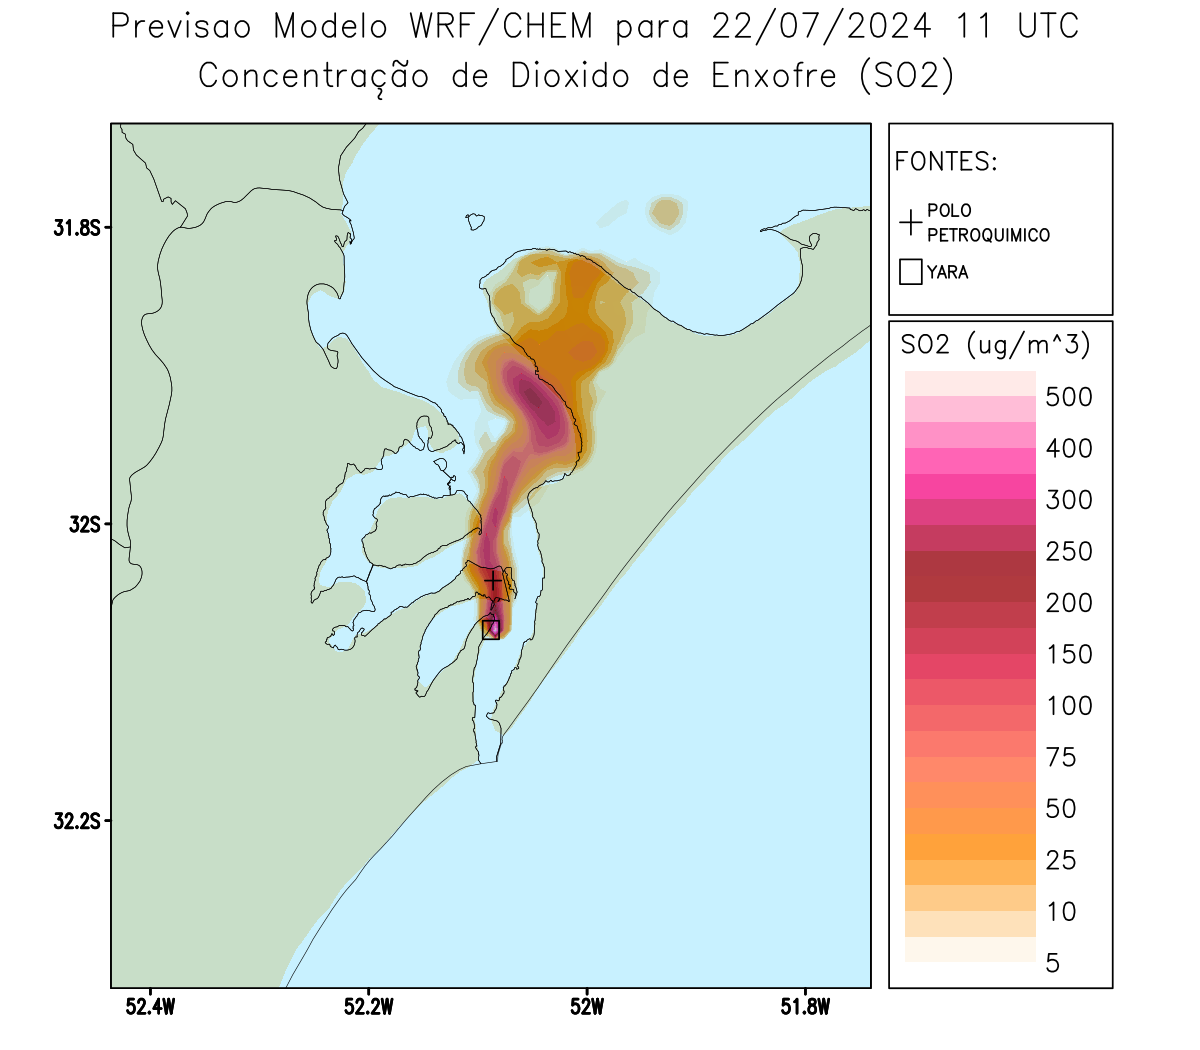 Previsao Modelo WRF/CHEM para 22/07/2024 11 UTC
Concentração de Dioxido de Enxofre (SO2)
FONTES:
POLO
PETROQUIMICO
YARA
SO2 (ug/m^3)
500
400
300
250
200
150
100
75
50
25
10
5
31.8S
32S
32.2S
52.4W 52.2W 52W 51.8W